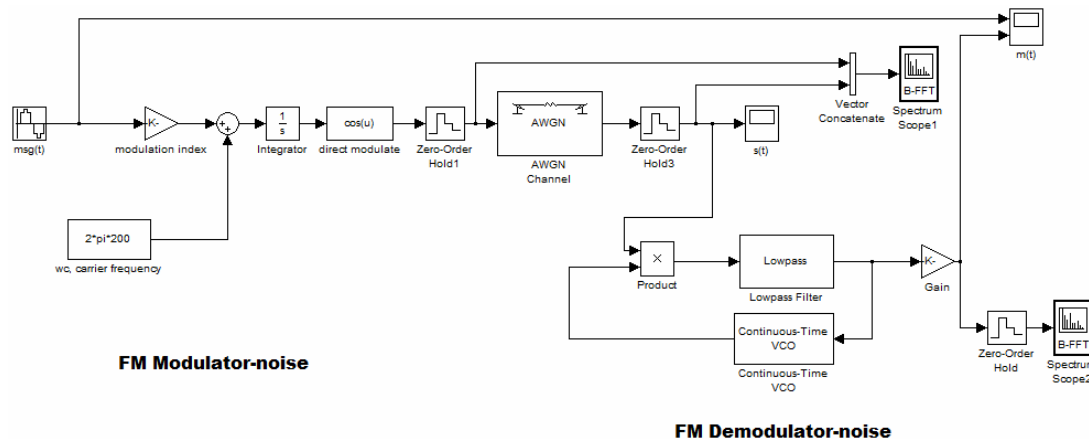 m(t)
B-FFT
Spectrum
Scope1
Vector
Concatenate
msg(t)
-K-
modulation index
++
1
s
Integrator
cos(u)
direct modulate
Zero-Order
Hold1
AWGN
AWGN
Channel
Zero-Order
Hold3
s(t)
2*pi*200
wc, carrier frequency
×
Product
Lowpass
Lowpass Filter
-K-
Gain
Continuous-Time
VCO
Continuous-Time
VCO
Zero-Order
Hold
B-FFT
Spectrum
Scope2
FM Modulator-noise
FM Demodulator-noise